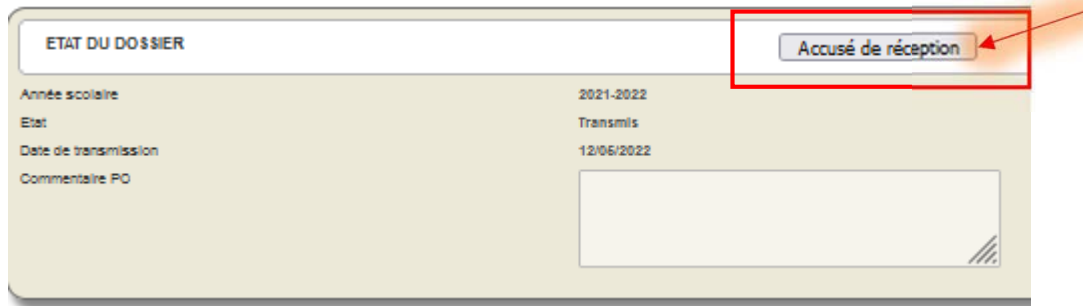 ETAT DU DOSSIER
Accusé de réception
Année scolaire 2021-2022
Etat Transmis
Date de transmission 12/05/2022
Commentaire PO